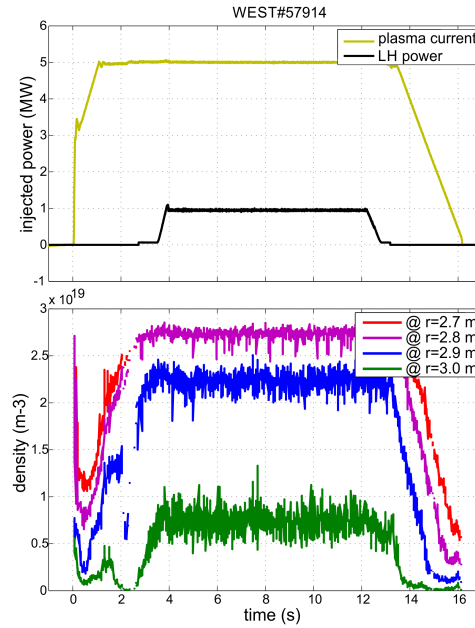 WEST#57914
6
5
4
3
2
1
0
-1
injected power (MW)
plasma current
LH power
3 x 10^19
2.5
2
1.5
1
0.5
0
density (m-3)
@ r=2.7 m
@ r=2.8 m
@ r=2.9 m
@ r=3.0 m
0 2 4 6 8 10 12 14 16
time (s)